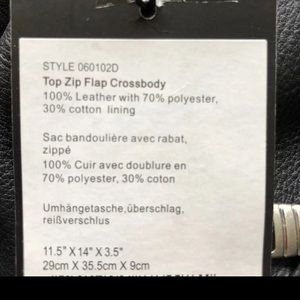 STYLE 060102D
Top Zip Flap Crossbody
100% Leather with 70% polyester,
30% cotton lining
Sac bandoulière avec rabat,
zippé
100% Cuir avec doublure en
70% polyester, 30% coton
Umhängetasche,überschlag,
reißverschlus
11.5" X 14" X 3.5"
29cm X 35.5cm X 9cm